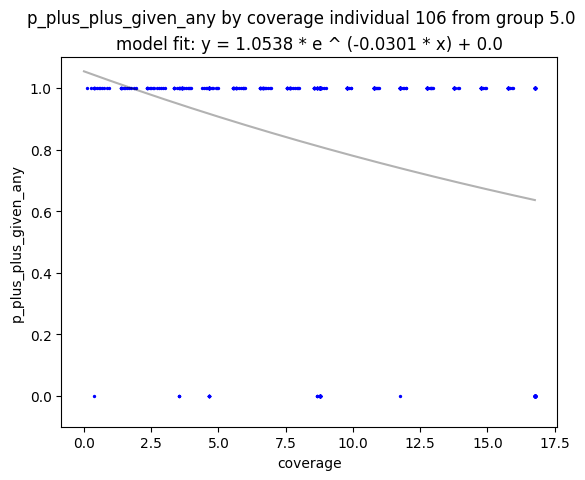 p_plus_plus_given_any by coverage individual 106 from group 5.0
model fit: y = 1.0538 * e ^ (-0.0301 * x) + 0.0
1.0
0.8
0.6
0.4
0.2
0.0
p_plus_plus_given_any
0.0 2.5 5.0 7.5 10.0 12.5 15.0 17.5
coverage